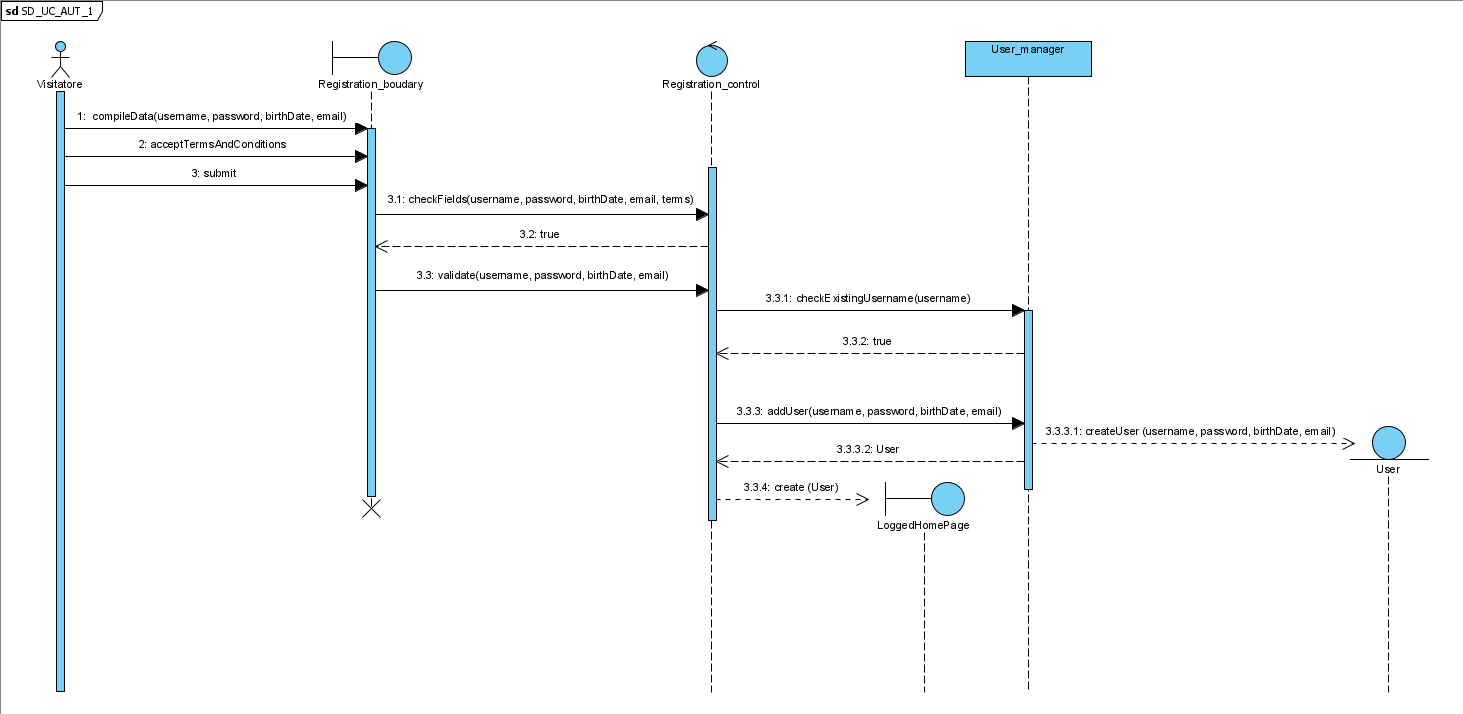 sd SD_UC_AUT_1
Visitatore
Registration_boudary
Registration_control
User_manager
1: compileData(username, password, birthDate, email)
2: acceptTermsAndConditions
3: submit
3.1: checkFields(username, password, birthDate, email, terms)
3.2: true
3.3: validate(username, password, birthDate, email)
3.3.1: checkExistingUsername(username)
3.3.2: true
3.3.3: addUser(username, password, birthDate, email)
3.3.3.1: createUser (username, password, birthDate, email)
3.3.3.2: User
User
3.3.4: create (User)
LoggedHomePage